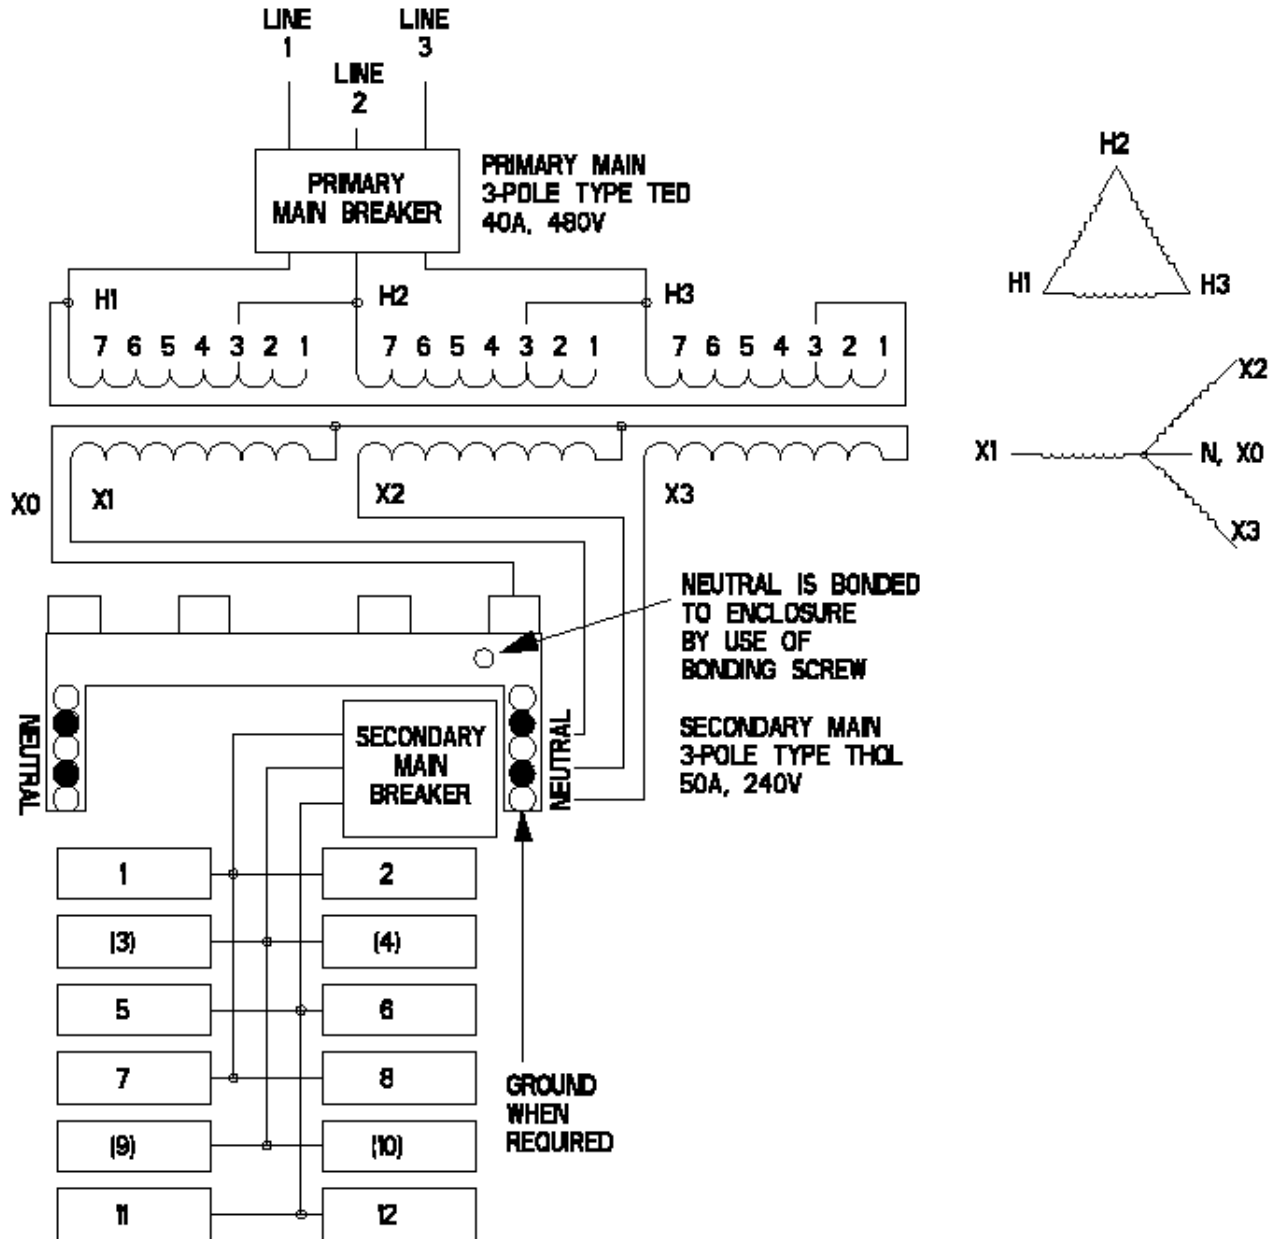 LINE
1
LINE
3
LINE
2
PRIMARY
MAIN BREAKER
PRIMARY MAIN
3-POLE TYPE TED
40A, 480V
H1
H2
H3
7 6 5 4 3 2 1
7 6 5 4 3 2 1
7 6 5 4 3 2 1
H2
H1
H3
X0
X1
X2
X3
X2
X1
N, X0
X3
NEUTRAL IS BONDED
TO ENCLOSURE
BY USE OF
BONDING SCREW
NEUTRAL
SECONDARY
MAIN
BREAKER
NEUTRAL
SECONDARY MAIN
3-POLE TYPE THQL
50A, 240V
1
2
(3)
(4)
5
6
7
8
(9)
(10)
11
12
GROUND
WHEN
REQUIRED